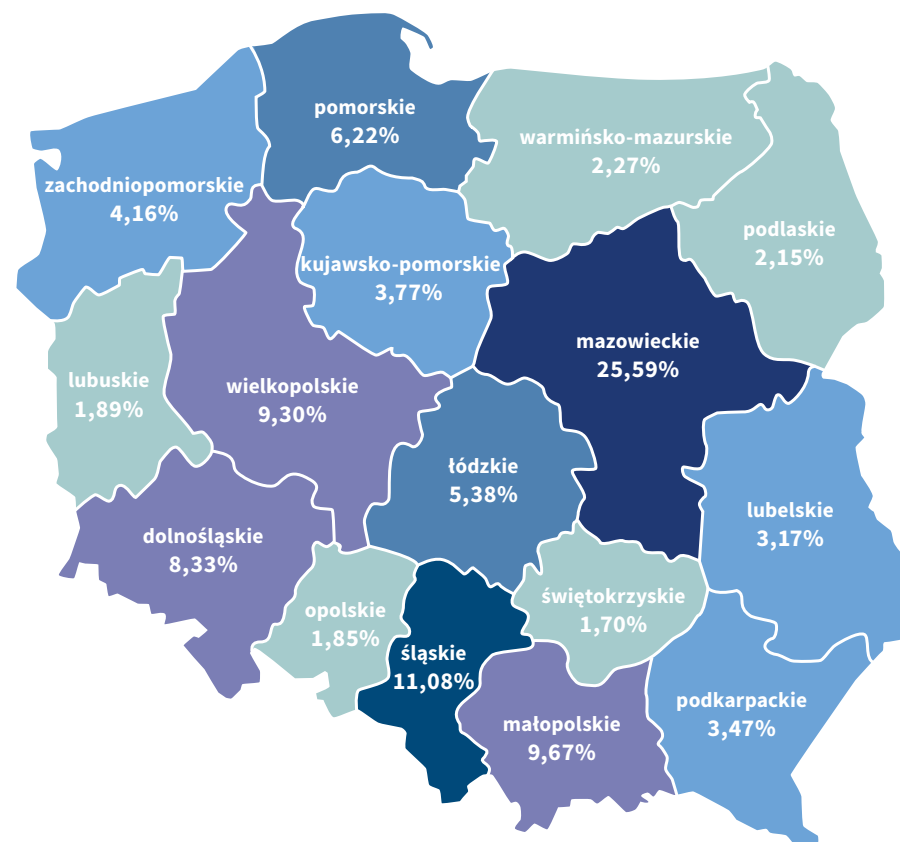 pomorskie
6,22%
warmińsko-mazurskie
2,27%
zachodniopomorskie
4,16%
podlaskie
2,15%
kujawsko-pomorskie
3,77%
mazowieckie
25,59%
lubuskie
1,89%
wielkopolskie
9,30%
łódzkie
5,38%
lubelskie
3,17%
dolnośląskie
8,33%
opolskie
1,85%
świętokrzyskie
1,70%
śląskie
11,08%
podkarpackie
3,47%
małopolskie
9,67%